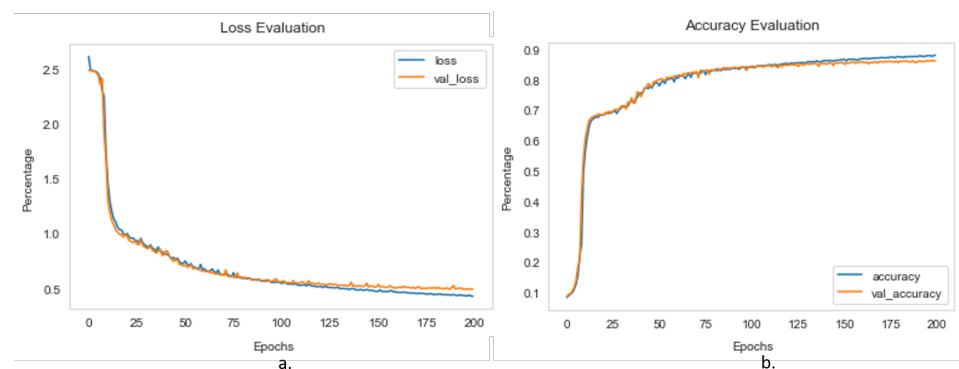 Loss Evaluation
loss
val_loss
2.5
2.0
1.5
1.0
0.5
Percentage
0 25 50 75 100 125 150 175 200
Epochs
a.
Accuracy Evaluation
0.9
0.8
0.7
0.6
0.5
0.4
0.3
0.2
0.1
Percentage
accuracy
val_accuracy
0 25 50 75 100 125 150 175 200
Epochs
b.